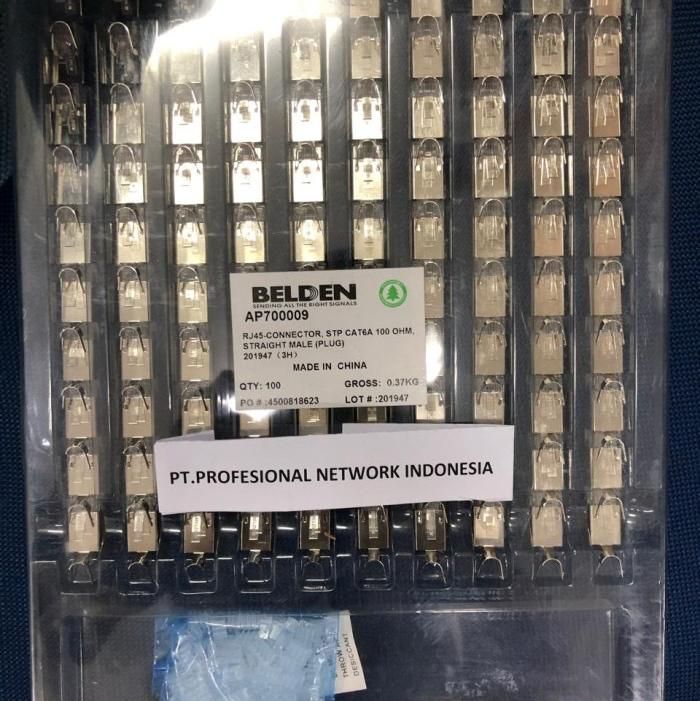 BELDEN
SENDING ALL THE RIGHT SIGNALS
AP700009
RJ45-CONNECTOR, STP CAT6A 100 OHM,
STRAIGHT MALE (PLUG)
201947 (3H)
MADE IN CHINA
QTY: 100 GROSS: 0.37KG
PO # :4500818623 LOT # :201947
PT.PROFESIONAL NETWORK INDONESIA
THROW
DESICCANT